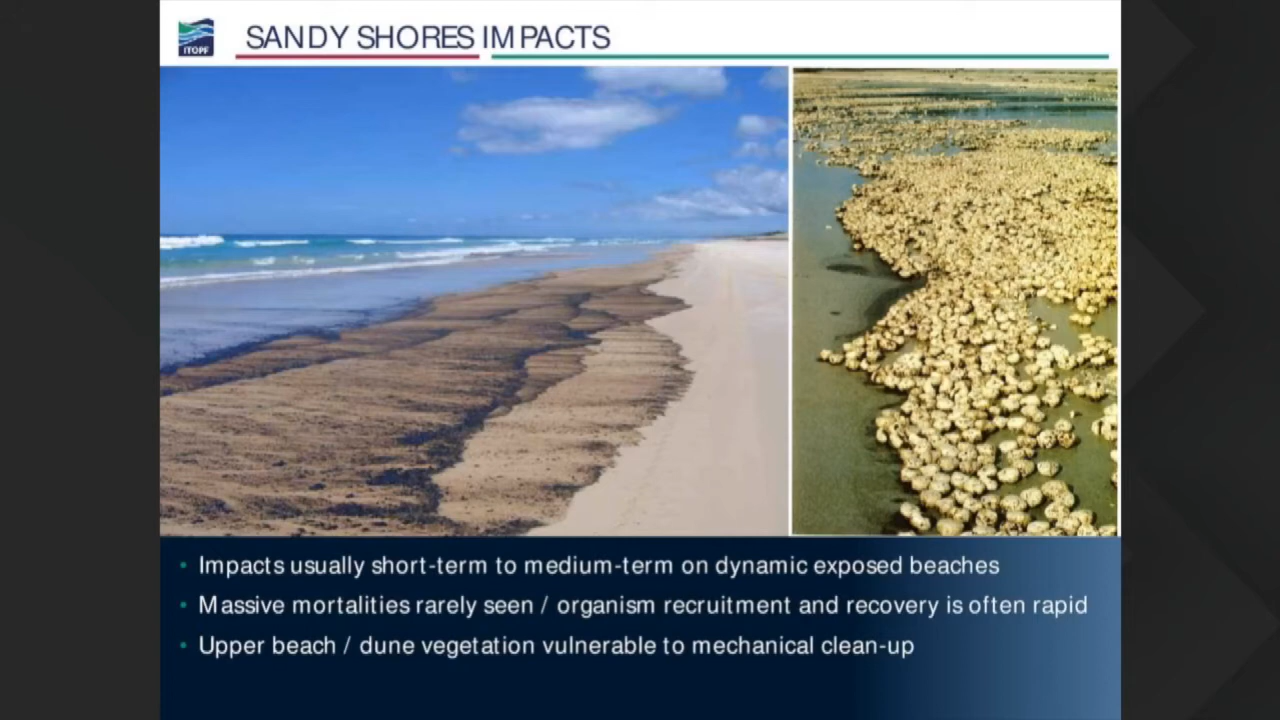 ITOPF
SANDY SHORES IMPACTS
• Impacts usually short-term to medium-term on dynamic exposed beaches
• Massive mortalities rarely seen / organism recruitment and recovery is often rapid
• Upper beach / dune vegetation vulnerable to mechanical clean-up